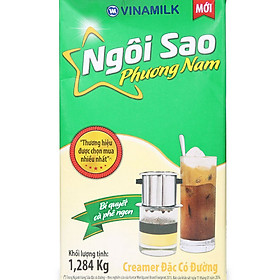 VINAMILK
MỚI
Ngôi Sao
Phương Nam
"Thương hiệu
được chọn mua
nhiều nhất"
Bí quyết
cà phê ngon
Khối lượng tịnh:
1,284 Kg
Creamer Đặc Có Đường